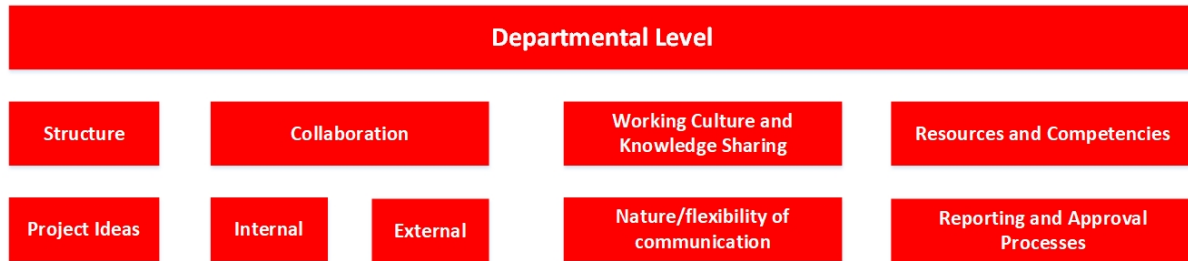 Departmental Level
Structure
Collaboration
Working Culture and
Knowledge Sharing
Resources and Competencies
Project Ideas
Internal
External
Nature/flexibility of
communication
Reporting and Approval
Processes